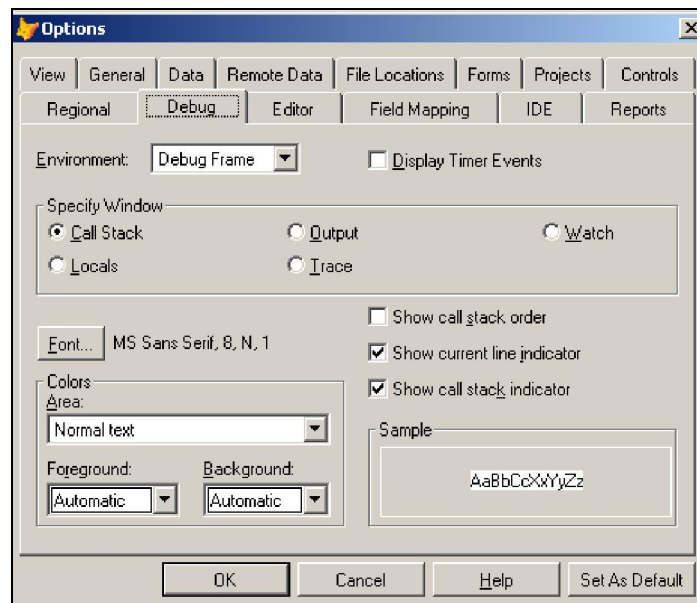 Options
View General Data Remote Data File Locations Forms Projects Controls
Regional Debug Editor Field Mapping IDE Reports
Environment: Debug Frame Display Timer Events
Specify Window
Call Stack Output Watch
Locals Trace
Show call stack order
Font... MS Sans Serif, 8, N, 1
Show current line indicator
Show call stack indicator
Colors
Area:
Normal text
Foreground: Background:
Automatic Automatic
Sample
AaBbCcXxYyZz
OK Cancel Help Set As Default